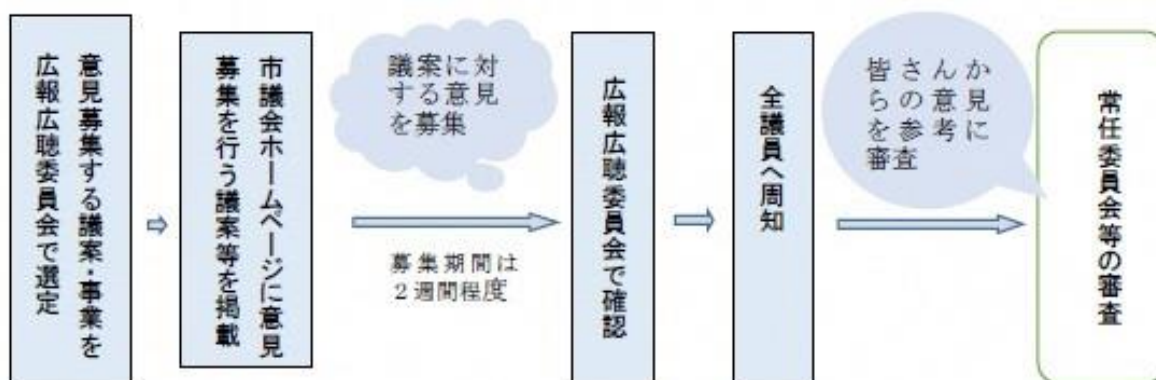 意見募集する議案・事業を
広報広聴委員会で選定
市議会ホームページに意見
募集を行う議案等を掲載
議案に対
する意見
を募集
募集期間は
2週間程度
広報広聴委員会で確認
全議員へ周知
皆さんか
らの意見
を参考に
審査
常任委員会等の審査